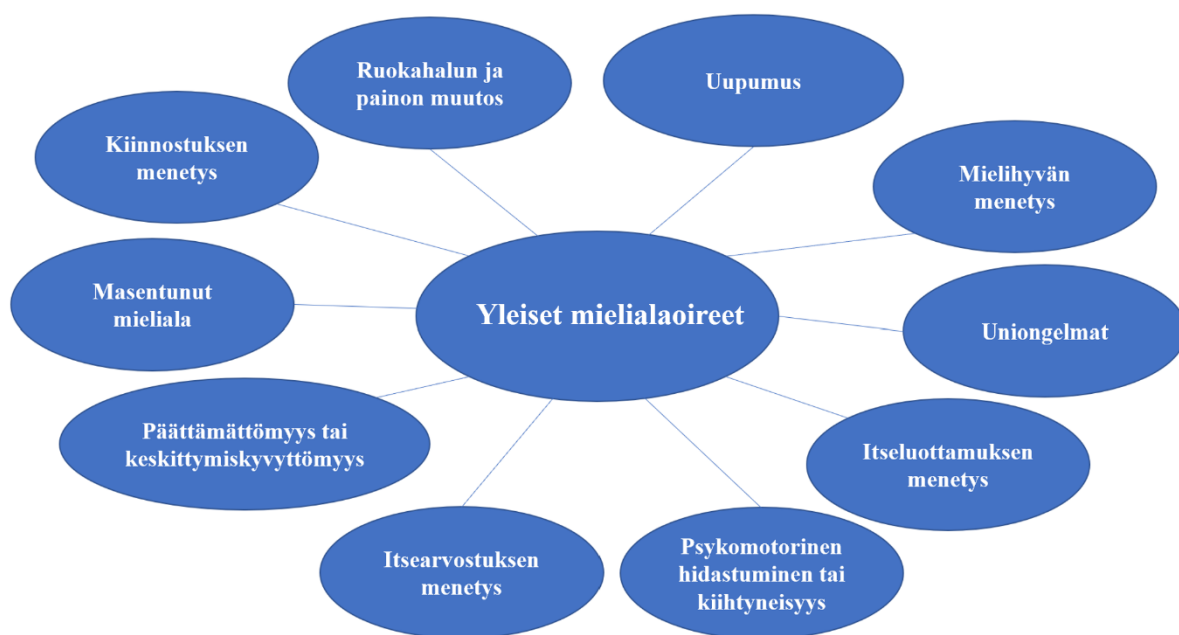 Ruokahalun ja
painon muutos
Uupumus
Kiinnostuksen
menetys
Mielihyvän
menetys
Masentunut
mieliala
Yleiset mielialaoireet
Uniongelmat
Päättämättömyys tai
keskittymiskyvyttömyys
Itseluottamuksen
menetys
Itsearvostuksen
menetys
Psykomotorinen
hidastuminen tai
kiihtyneisyys